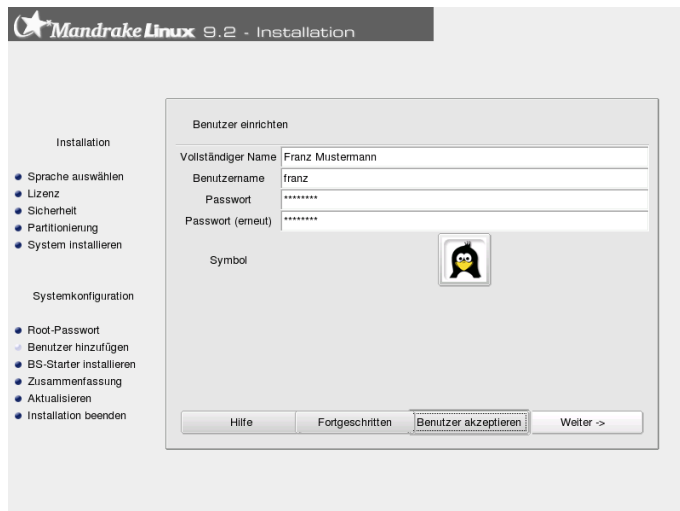 Mandrake Linux 9.2 - Installation
Installation
Sprache auswählen
Lizenz
Sicherheit
Partitionierung
System installieren
Systemkonfiguration
Root-Passwort
Benutzer hinzufügen
BS-Starter installieren
Zusammenfassung
Aktualisieren
Installation beenden
Benutzer einrichten
Vollständiger Name Franz Mustermann
Benutzername franz
Passwort ********
Passwort (erneut) ********
Symbol
Hilfe Fortgeschritten Benutzer akzeptieren Weiter ->